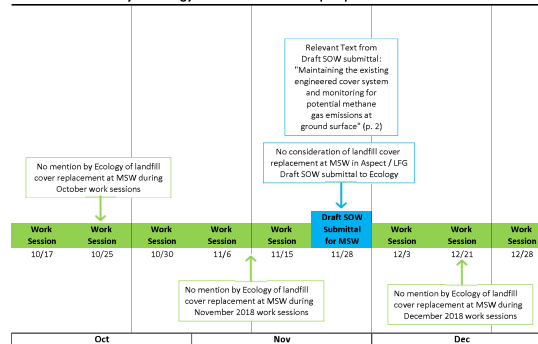 Relevant Text from
Draft SOW submittal:
"Maintaining the existing
engineered cover system
and monitoring for
potential methane
gas emissions at
ground surface" (p. 2)
No mention by Ecology of landfill
cover replacement at MSW during
October work sessions
No consideration of landfill cover
replacement at MSW in Aspect / LFG
Draft SOW submittal to Ecology
Work
Session
10/17
Work
Session
10/25
Work
Session
10/30
Work
Session
11/6
Work
Session
11/15
Draft SOW
Submittal
for MSW
11/28
Work
Session
12/3
Work
Session
12/21
Work
Session
12/28
No mention by Ecology of landfill
cover replacement at MSW during
November 2018 work sessions
No mention by Ecology of landfill
cover replacement at MSW during
December 2018 work sessions
Oct
Nov
Dec